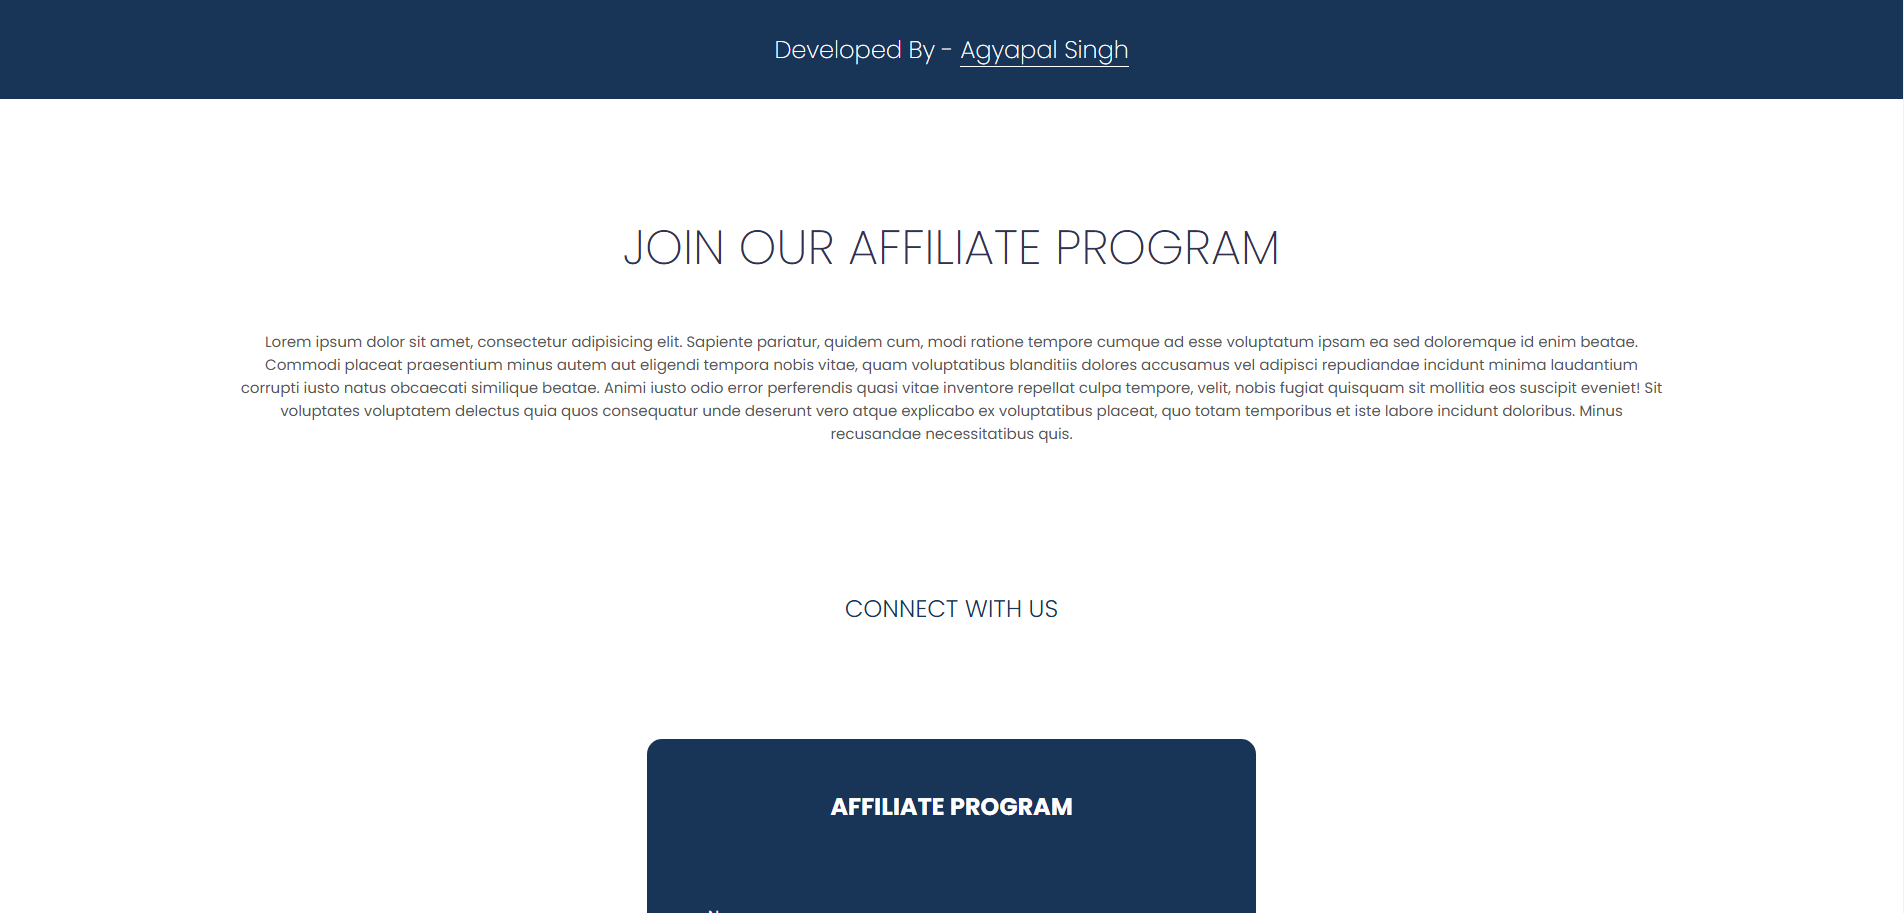 Developed By - Agyapal Singh
JOIN OUR AFFILIATE PROGRAM
Lorem ipsum dolor sit amet, consectetur adipisicing elit. Sapiente pariatur, quidem cum, modi ratione tempore cumque ad esse voluptatum ipsam ea sed doloremque id enim beatae.
Commodi placeat praesentium minus autem aut eligendi tempora nobis vitae, quam voluptatibus blanditiis dolores accusamus vel adipisci repudiandae incidunt minima laudantium
corrupti iusto natus obcaecati similique beatae. Animi iusto odio error perferendis quasi vitae inventore repellat culpa tempore, velit, nobis fugiat quisquam sit mollitia eos suscipit eveniet! Sit
voluptates voluptatem delectus quia quos consequatur unde deserunt vero atque explicabo ex voluptatibus placeat, quo totam temporibus et iste labore incidunt doloribus. Minus
recusandae necessitatibus quis.
CONNECT WITH US
AFFILIATE PROGRAM